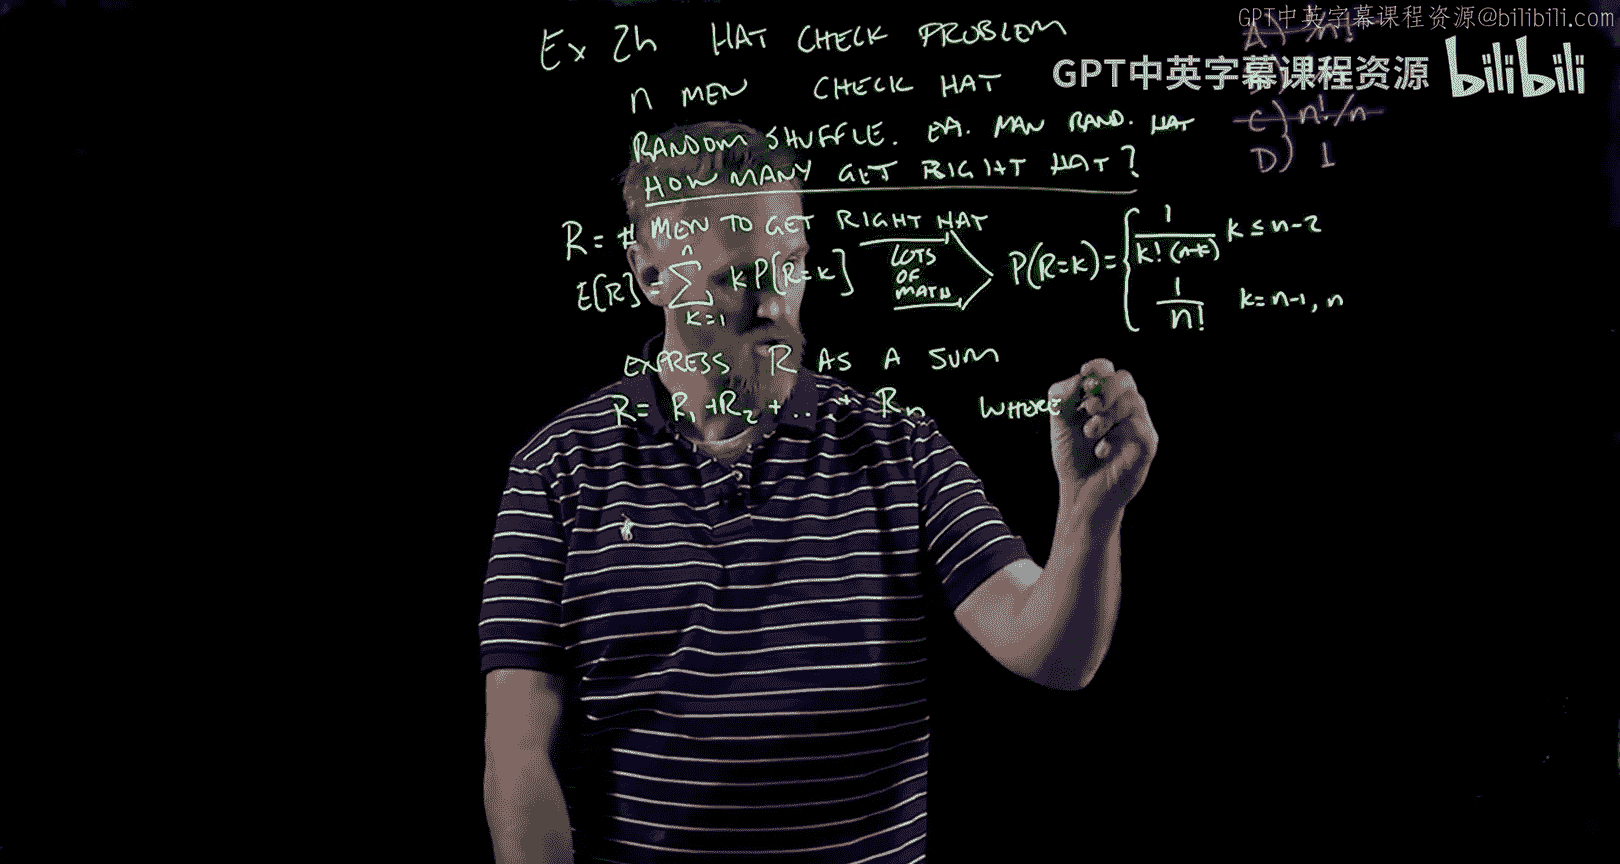 GPT中英字幕课程资源@bilibili.com
GPT中英字幕课程资源 bilibili
Ex 2h HAT CHECK PROBLEM
n MEN CHECK HAT
RANDOM SHUFFLE. EA. MAN RAND. HAT
HOW MANY GET RIGHT HAT?
A) n!
C) n!/n
D) 1
R = # MEN TO GET RIGHT HAT
E[R] = n ∑ k=1 k P[R=k] LOTS OF MATH P(R=k) = { 1/(k!(n-k)) k ≤ n-2
1/n! k=n-1, n
EXPRESS R AS A SUM
R = R₁+R₂ + ... + Rₙ WHERE